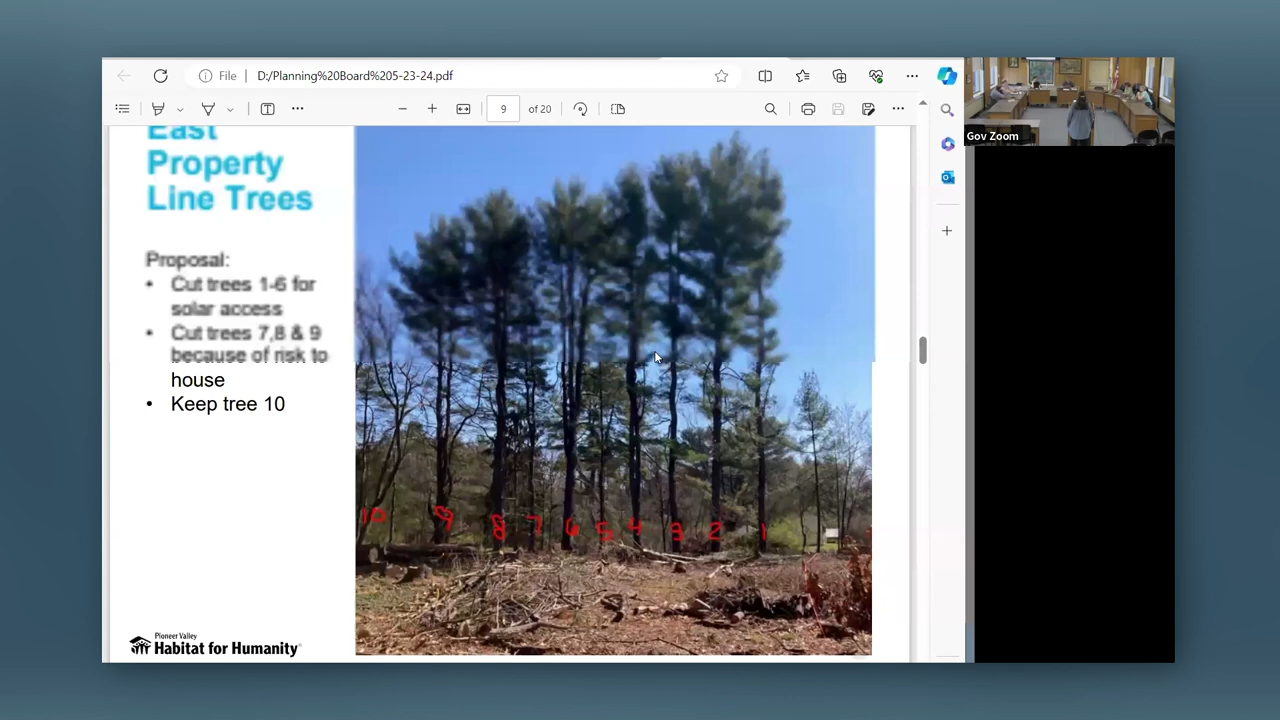 File
D:/Planning%20Board%205-23-24.pdf
9 of 20
Gov Zoom
East
Property
Line Trees
Proposal:
• Cut trees 1-6 for
solar access
• Cut trees 7,8 & 9
because of risk to
house
• Keep tree 10
10 9 8 7 6 5 4 3 2 1
Pioneer Valley
Habitat for Humanity